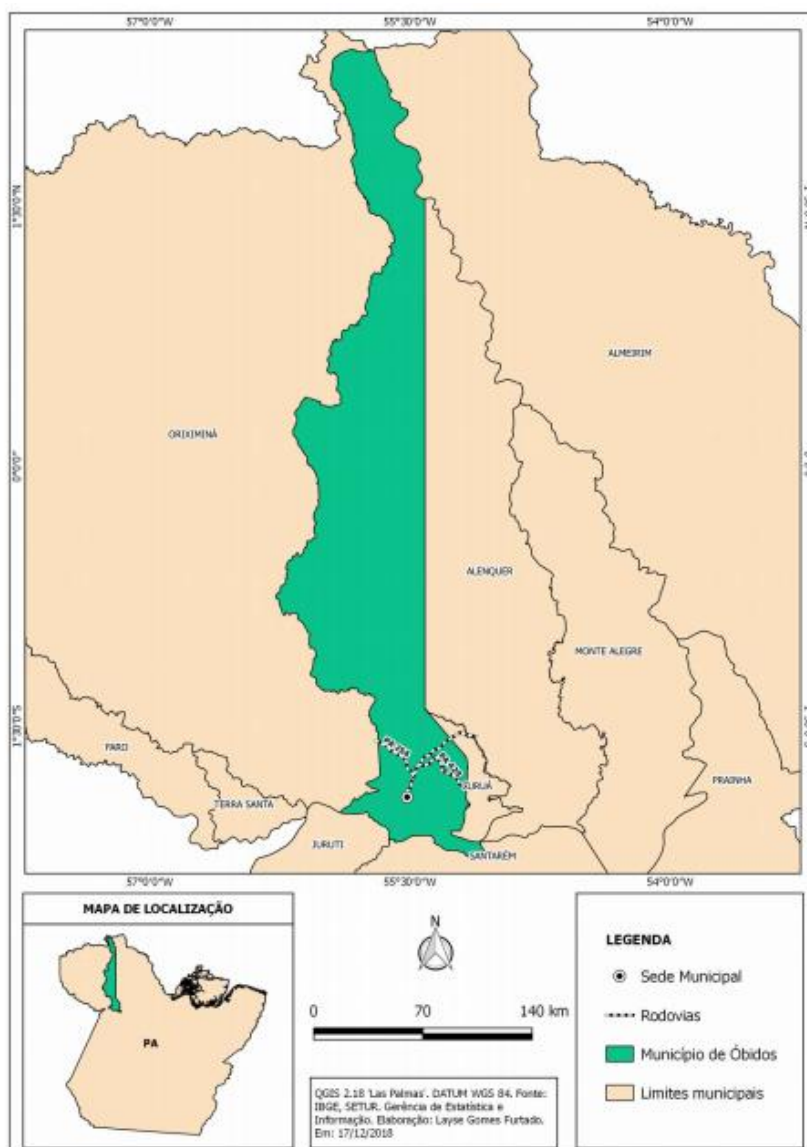 57°0'0"W 55°30'0"W 54°0'0"W
1°30'0"N
ALMEIRIM
ORIXIMINÁ
0°0'0"
ALENQUER
MONTE ALEGRE
1°30'0"S
FARO
PA-254
PRAINHA
TERRA SANTA
CURUÁ
JURUTI
SANTARÉM
57°0'0"W 55°30'0"W 54°0'0"W
MAPA DE LOCALIZAÇÃO
PA
N
0 70 140 km
QGIS 2.18 'Las Palmas'. DATUM WGS 84. Fonte:
IBGE, SETUR. Gerência de Estatística e
Informação. Elaboração: Layse Gomes Furtado.
Em: 17/12/2018
LEGENDA
Sede Municipal
Rodovias
Município de Óbidos
Limites municipais